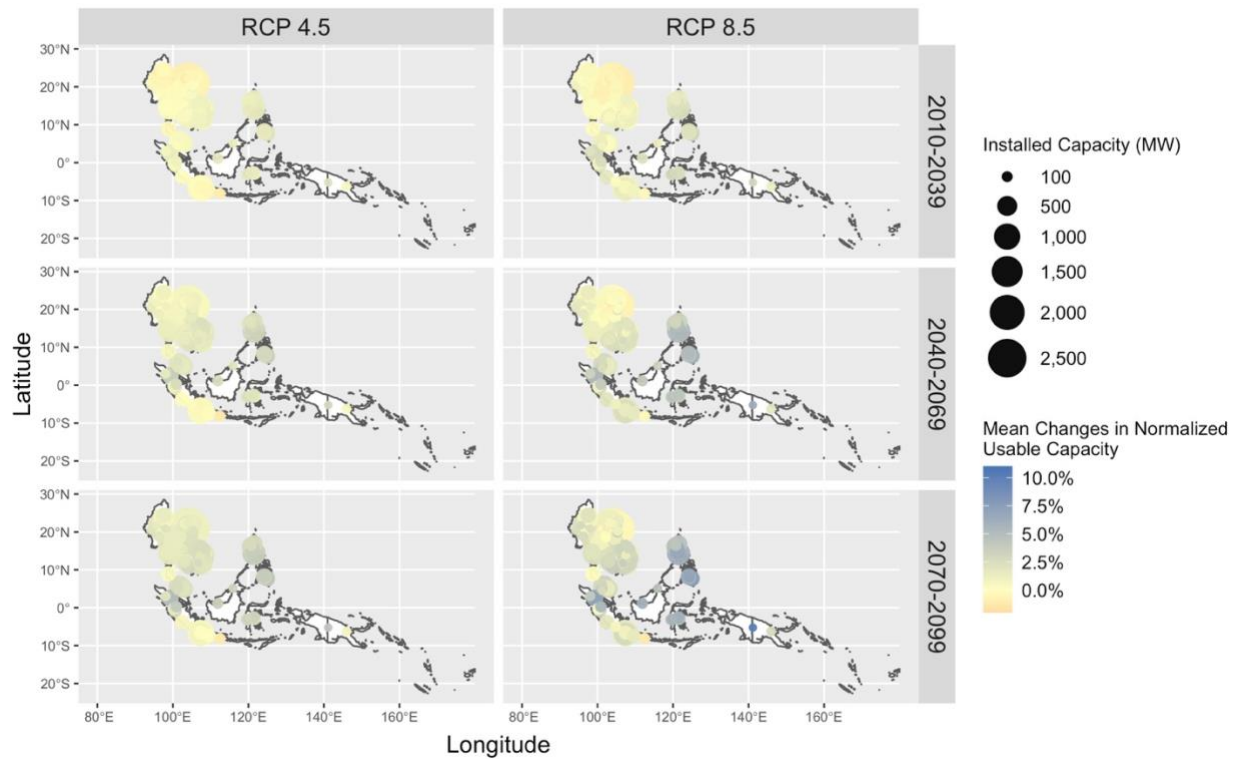 RCP 4.5
RCP 8.5
30°N
20°N
10°N
0°
10°S
20°S
2010-2039
30°N
20°N
10°N
0°
10°S
20°S
2040-2069
30°N
20°N
10°N
0°
10°S
20°S
2070-2099
80°E 100°E 120°E 140°E 160°E
80°E 100°E 120°E 140°E 160°E
Latitude
Longitude
Installed Capacity (MW)
100
500
1,000
1,500
2,000
2,500
Mean Changes in Normalized
Usable Capacity
10.0%
7.5%
5.0%
2.5%
0.0%